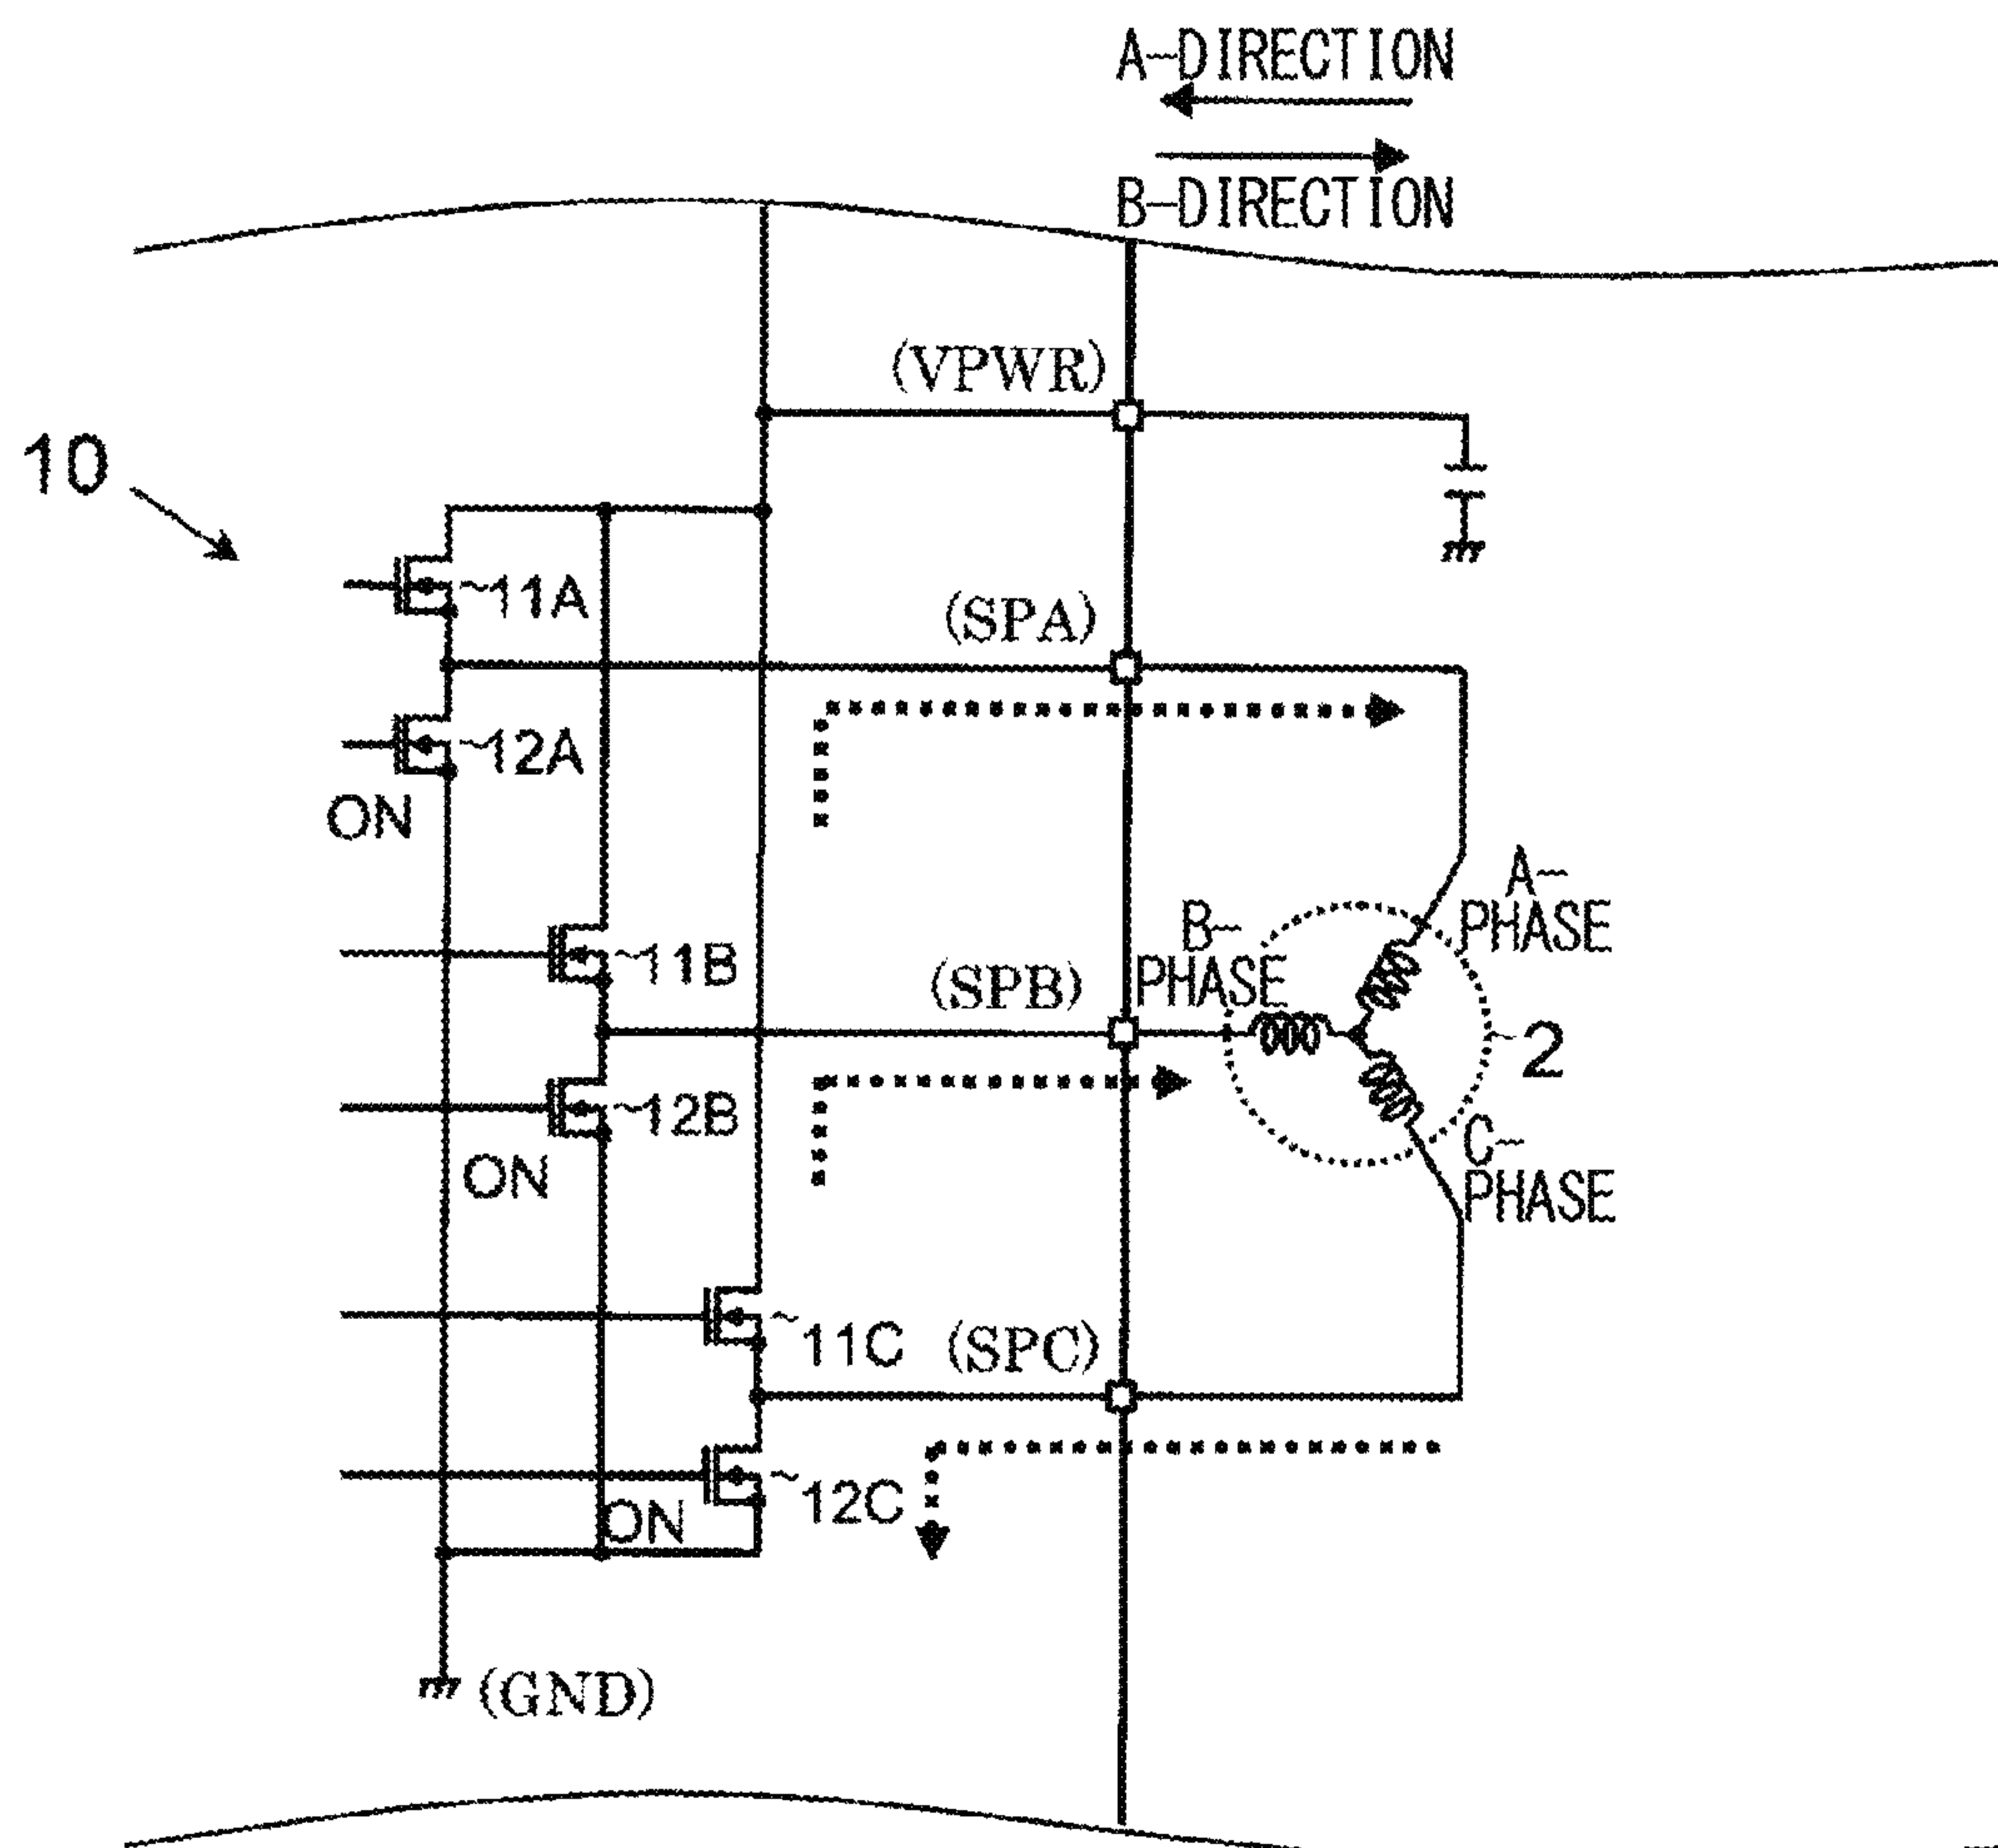 A-DIRECTION
B-DIRECTION
(VPWR)
10
~11A
(SPA)
~12A
ON
A-
PHASE
B-
PHASE
~11B
(SPB)
~2
~12B
ON
C-
PHASE
~11C
(SPC)
~12C
ON
(GND)